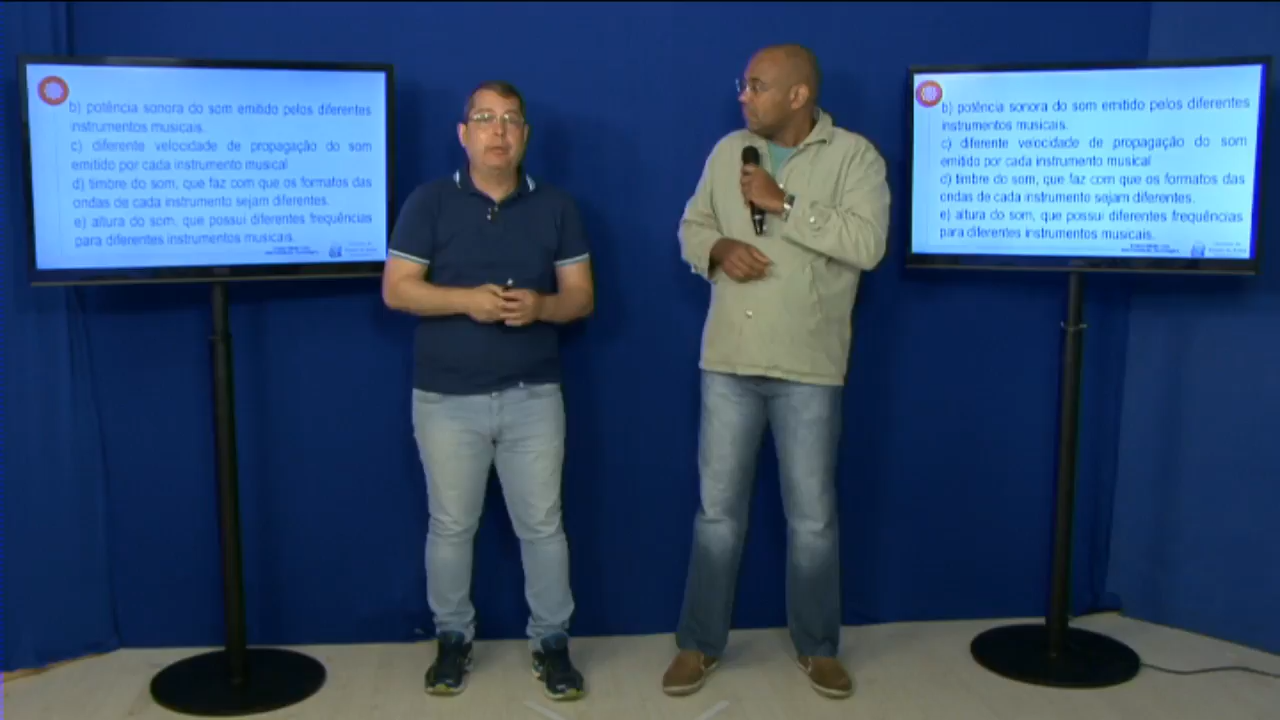 b) potência sonora do som emitido pelos diferentes
instrumentos musicais.
c) diferente velocidade de propagação do som
emitido por cada instrumento musical
d) timbre do som, que faz com que os formatos das
ondas de cada instrumento sejam diferentes.
e) altura do som, que possui diferentes frequências
para diferentes instrumentos musicais.
b) potência sonora do som emitido pelos diferentes
instrumentos musicais.
c) diferente velocidade de propagação do som
emitido por cada instrumento musical
d) timbre do som, que faz com que os formatos das
ondas de cada instrumento sejam diferentes.
e) altura do som, que possui diferentes frequências
para diferentes instrumentos musicais.